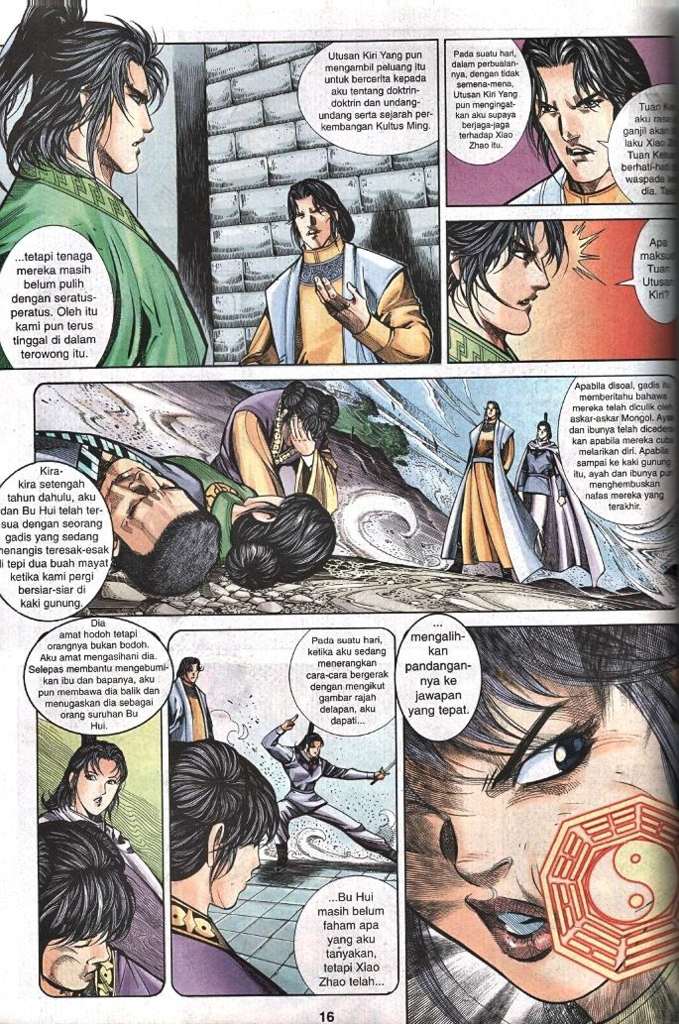 Utusan Kiri Yang pun
mengambil peluang itu
untuk bercerita kepada
aku tentang doktrin-
doktrin dan undang-
undang serta sejarah per-
kembangan Kultus Ming.
...tetapi tenaga
mereka masih
belum pulih
dengan seratus-
peratus. Oleh itu
kami pun terus
tinggal di dalam
terowong itu.
Pada suatu hari,
dalam perbualan-
nya, dengan tidak
semena-mena,
Utusan Kiri Yang
pun mengingat-
kan aku supaya
berjaga-jaga
terhadap Xiao
Zhao itu.
Tuan
aku
ganjil akan
laku Xiao
Tuan
berhati-
waspada
dia.
Apa
Tuan
Utusan
Kiri?
Kira-
kira setengah
tahun dahulu, aku
dan Bu Hui telah ter-
sua dengan seorang
gadis yang sedang
menangis teresak-esak
di tepi dua buah mayat
ketika kami pergi
bersiar-siar di
kaki gunung.
Apabila disoal, gadis itu
memberitahu bahawa
mereka telah diculik oleh
askar-askar Mongol. Ayah
dan ibunya telah dicedera-
kan apabila mereka cuba
melarikan diri. Apabila
sampai ke kaki gunung
itu, ayah dan ibunya pun
menghembuskan
nafas mereka yang
terakhir.
Dia
amat hodoh tetapi
orangnya bukan bodoh.
Aku amat mengasihani dia.
Selepas membantu mengebumi-
kan ibu dan bapanya, aku
pun membawa dia balik dan
menugaskan dia sebagai
orang suruhan Bu
Hui.
Pada suatu hari,
ketika aku sedang
menerangkan
cara-cara bergerak
dengan mengikut
gambar rajah
delapan, aku
dapati...
...Bu Hui
masih belum
faham apa
yang aku
tanyakan,
tetapi Xiao
Zhao telah...
...
mengalih-
kan
pandangan-
nya ke
jawapan
yang tepat.
16